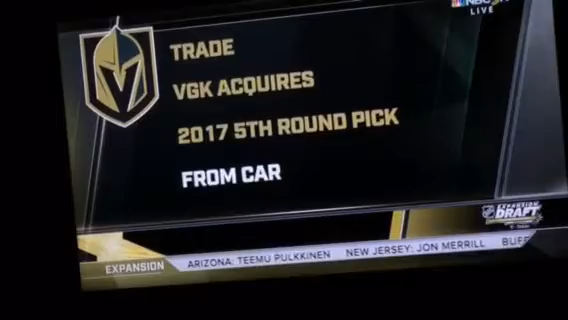 NBC
LIVE
TRADE
VGK ACQUIRES
2017 5TH ROUND PICK
FROM CAR
EXPANSION
DRAFT
EXPANSION ARIZONA: TEEMU PULKKINEN NEW JERSEY: JON MERRILL BUFF